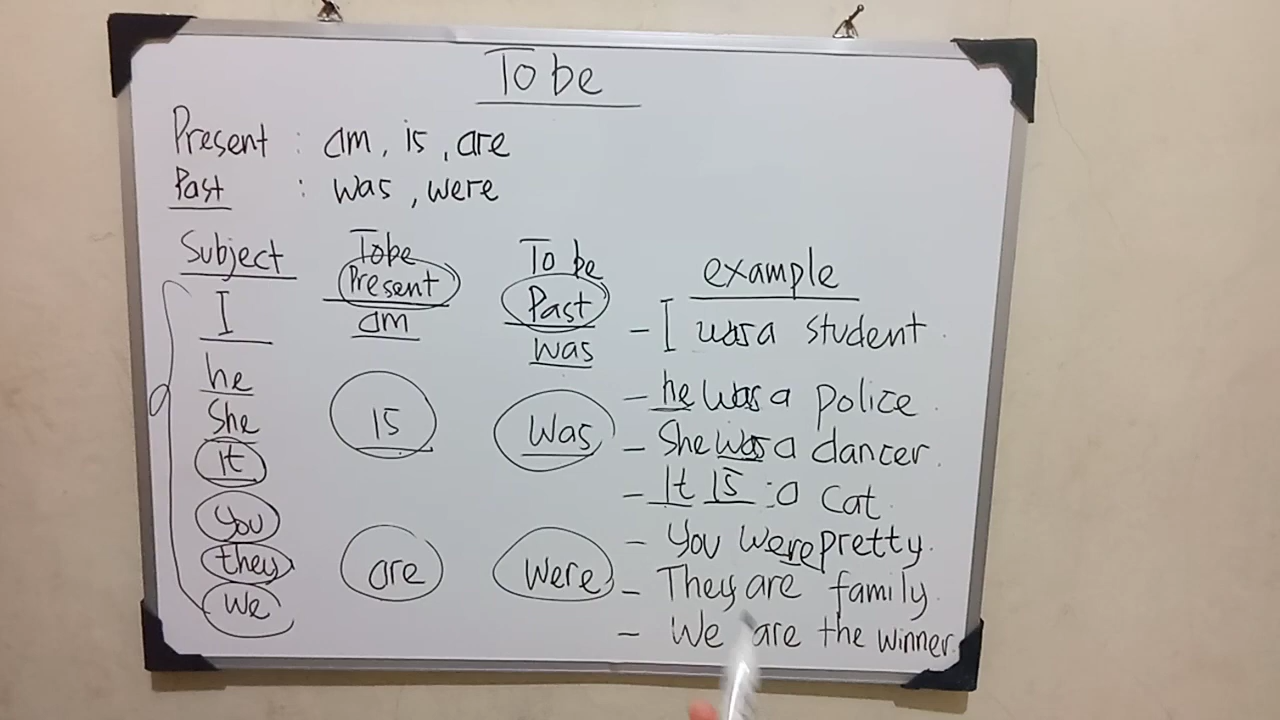 To be
Present : am, is, are
Past : was, were
Subject Tobe Present To be Past example
I am was - I was a student.
he - he was a police.
She is was - She was a dancer.
it - It is a cat.
you - You were pretty.
they are were - They are family.
we - We are the winner.